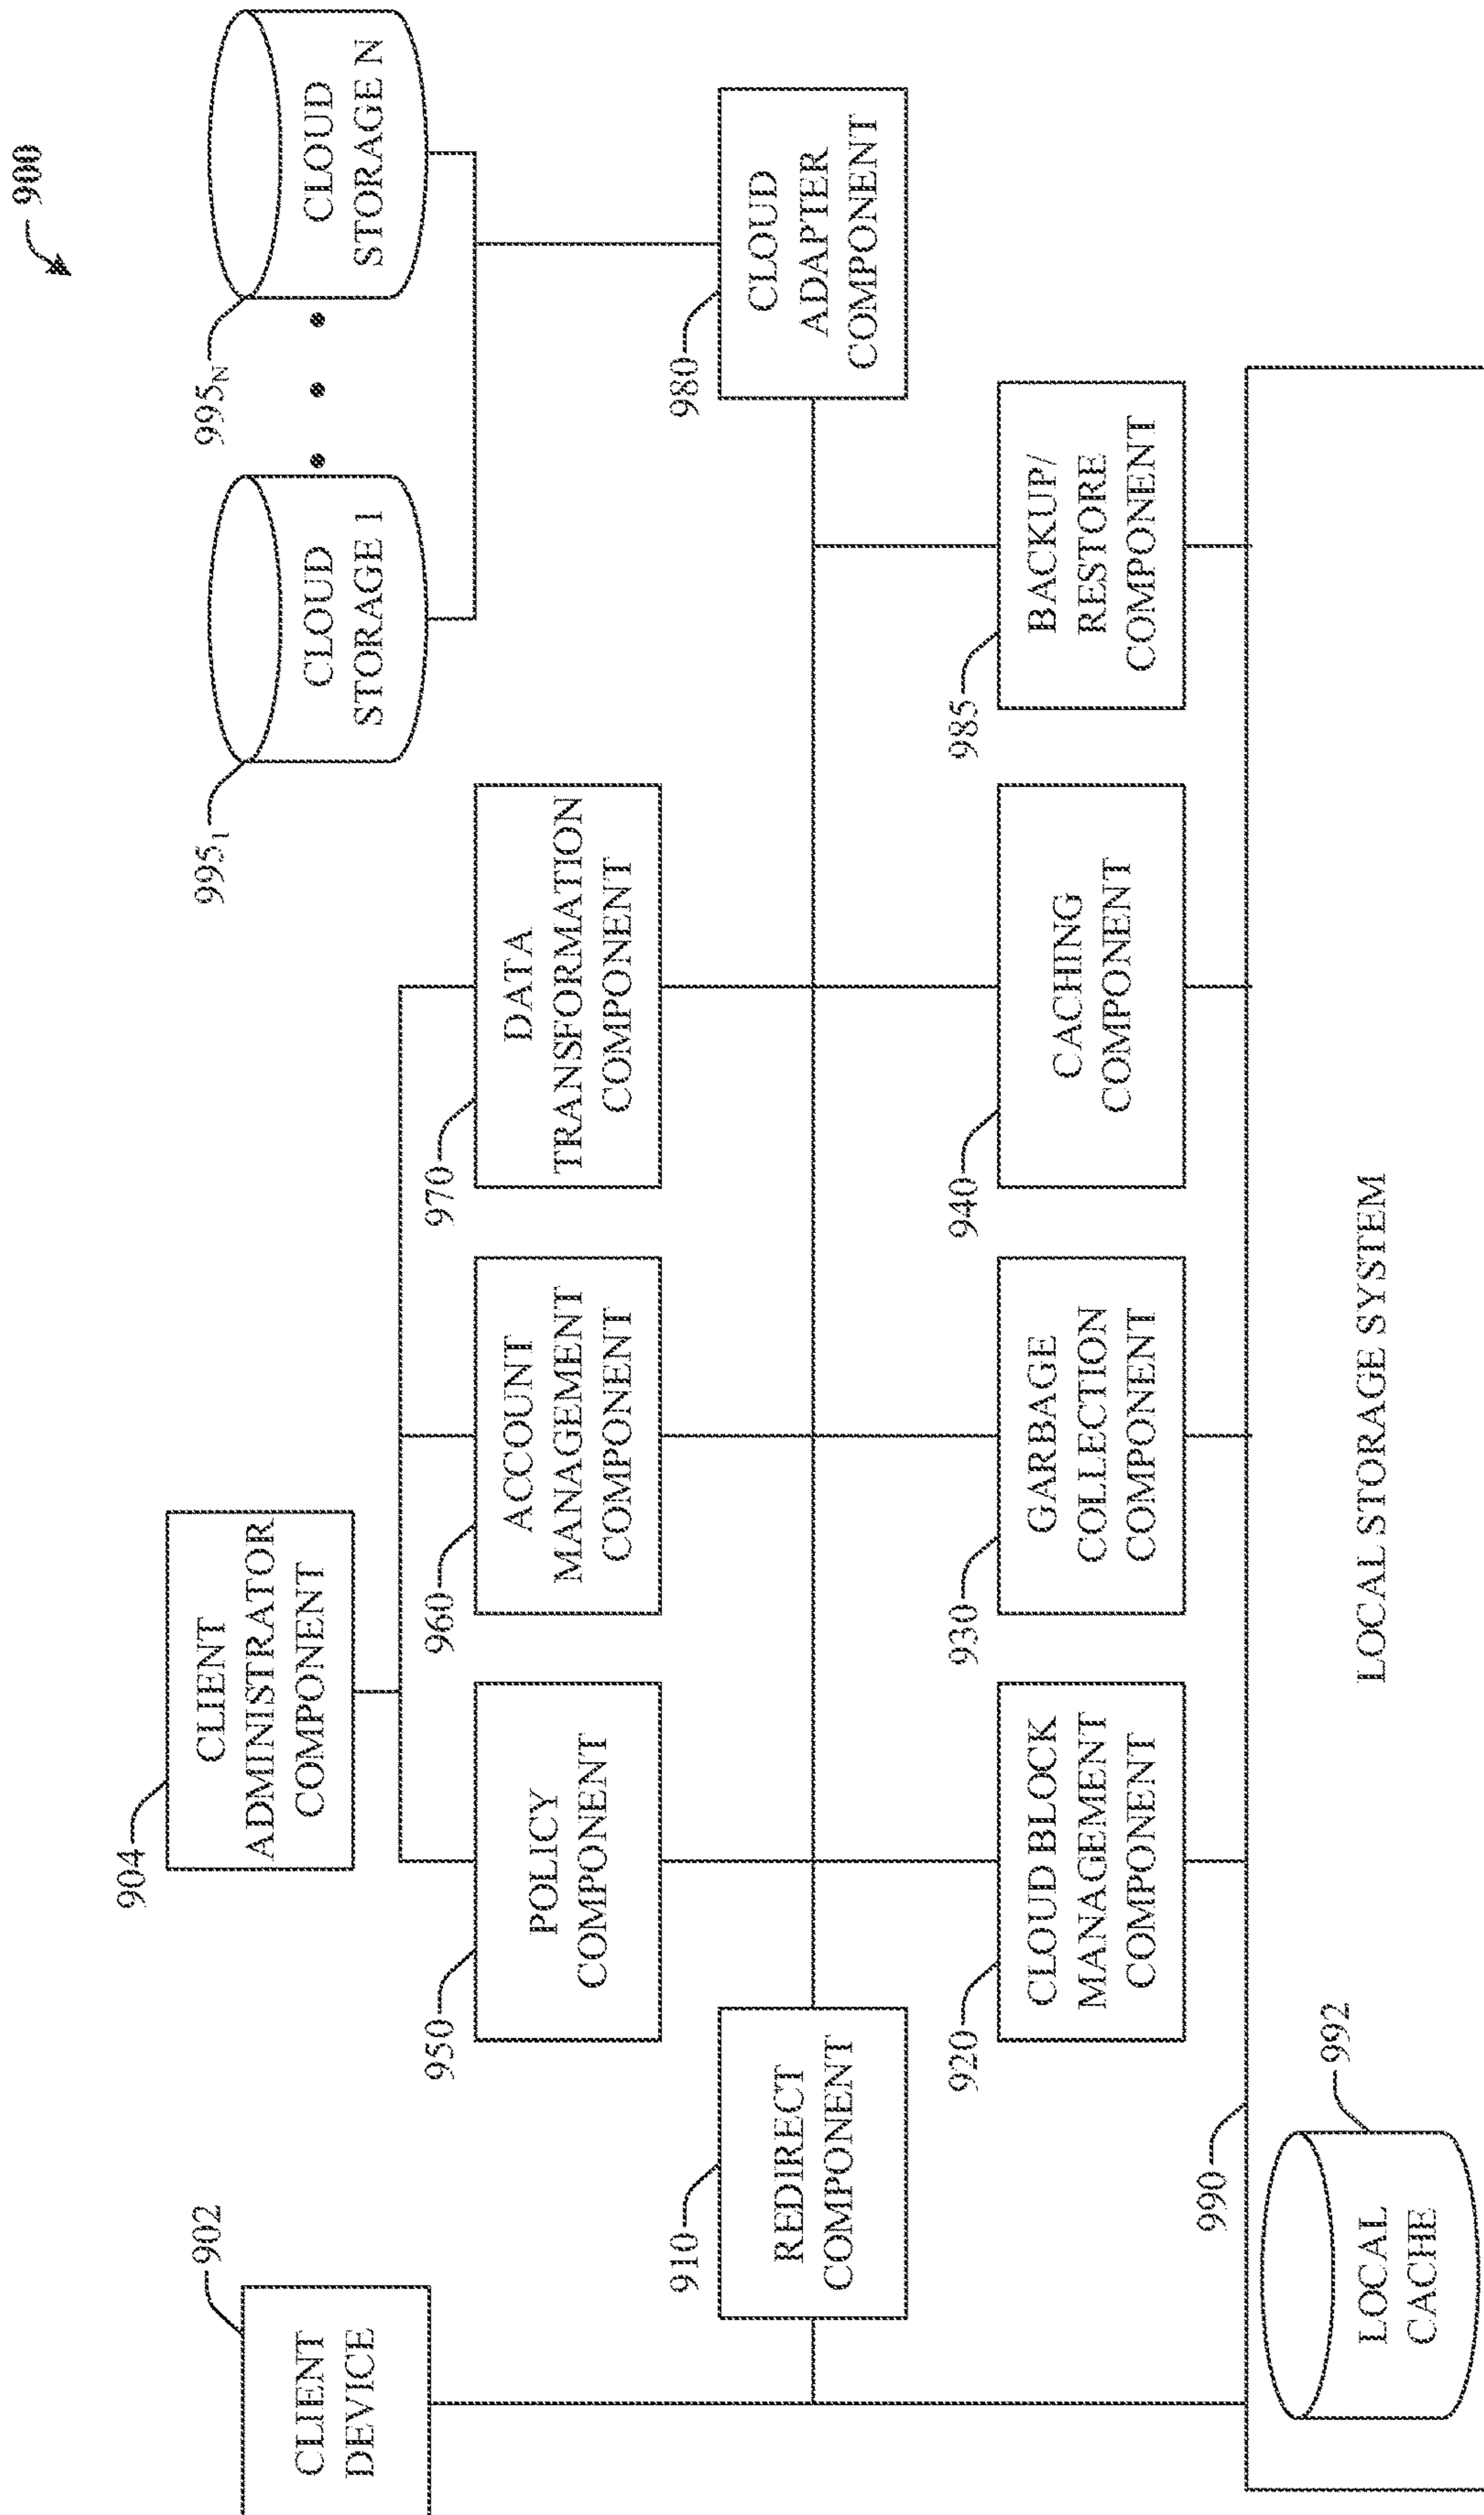 900
902
CLIENT
DEVICE
904
CLIENT
ADMINISTRATOR
COMPONENT
995₁
CLOUD
STORAGE 1
995N
CLOUD
STORAGE N
950
POLICY
COMPONENT
960
ACCOUNT
MANAGEMENT
COMPONENT
970
DATA
TRANSFORMATION
COMPONENT
910
REDIRECT
COMPONENT
980
CLOUD
ADAPTER
COMPONENT
920
CLOUD BLOCK
MANAGEMENT
COMPONENT
930
GARBAGE
COLLECTION
COMPONENT
940
CACHING
COMPONENT
985
BACKUP/
RESTORE
COMPONENT
990
992
LOCAL
CACHE
LOCAL STORAGE SYSTEM